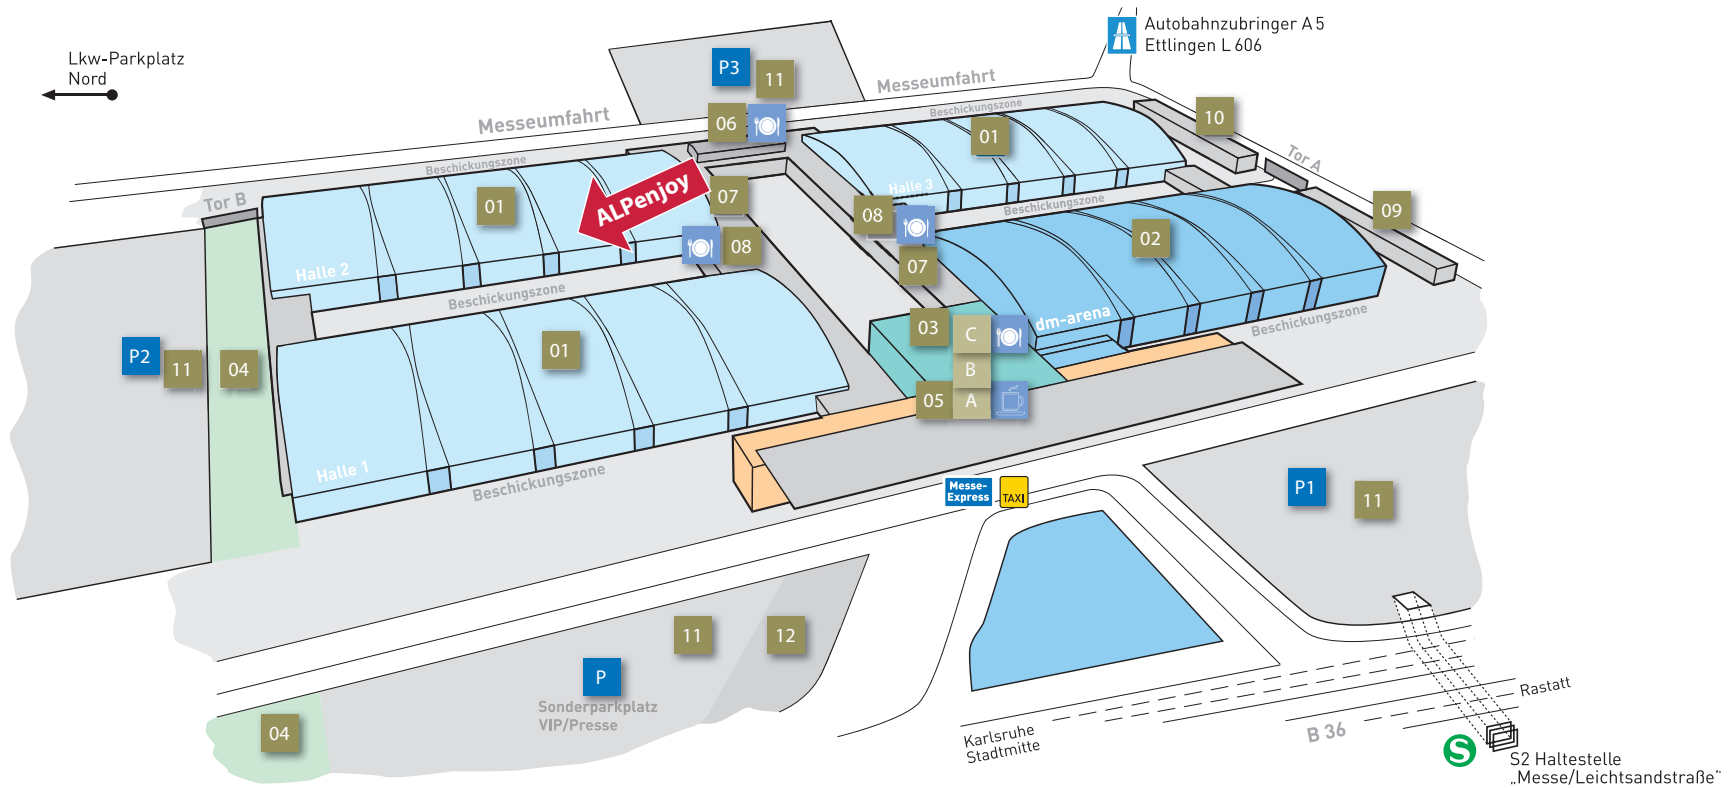 Autobahnzubringer A 5
Ettlingen L 606
Lkw-Parkplatz
Nord
P3
11
Messeumfahrt
Messeumfahrt
06
Beschickungszone
01
10
Tor A
Beschickungszone
Tor B
01
ALPenjoy
07
Halle 3
08
Beschickungszone
09
02
08
07
Halle 2
Beschickungszone
03
C
dm-arena
Beschickungszone
P2
11
04
01
B
05
A
Halle 1
Beschickungszone
Messe-
Express
TAXI
P1
11
11
12
P
Sonderparkplatz
VIP/Presse
04
Karlsruhe
Stadtmitte
B 36
Rastatt
S
S2 Haltestelle
„Messe/Leichtsandstraße"